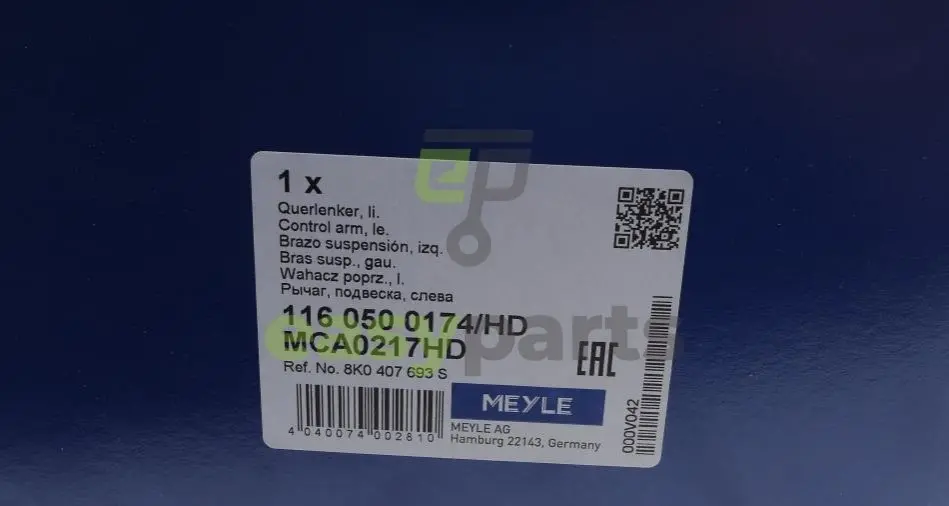 1 x
Querlenker, li.
Control arm, le.
Brazo suspensión, izq.
Bras susp., gau.
Wahacz poprz., l.
Рычаг, подвеска, слева
116 050 0174/HD
MCA0217HD
Ref. No. 8K0 407 693 S
EAC
4 040074 002810
MEYLE
MEYLE AG
Hamburg 22143, Germany
000V042
ep
easyparts